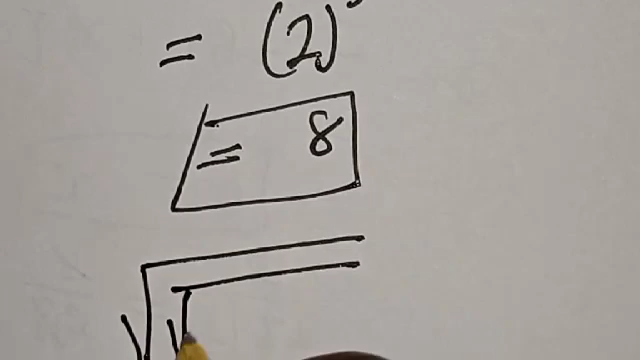 = (2)
= 8
√√